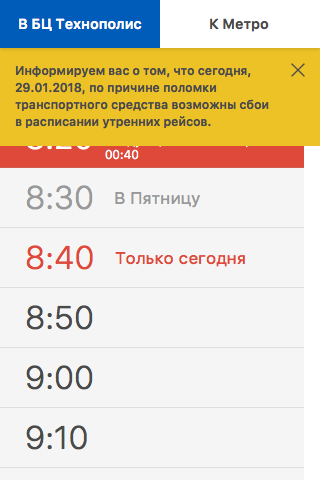 В БЦ Технополис
К Метро
Информируем вас о том, что сегодня,
29.01.2018, по причине поломки
транспортного средства возможны сбои
в расписании утренних рейсов.
00:40
8:30 В Пятницу
8:40 Только сегодня
8:50
9:00
9:10